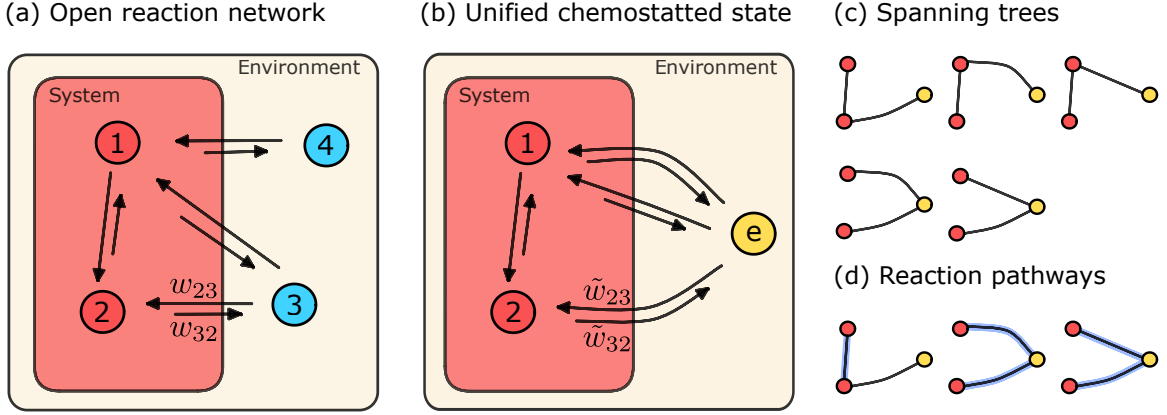 (a) Open reaction network
Environment
System
1
4
2
3
w₂₃
w₃₂
(b) Unified chemostatted state
Environment
System
1
2
e
w̃₂₃
w̃₃₂
(c) Spanning trees
(d) Reaction pathways